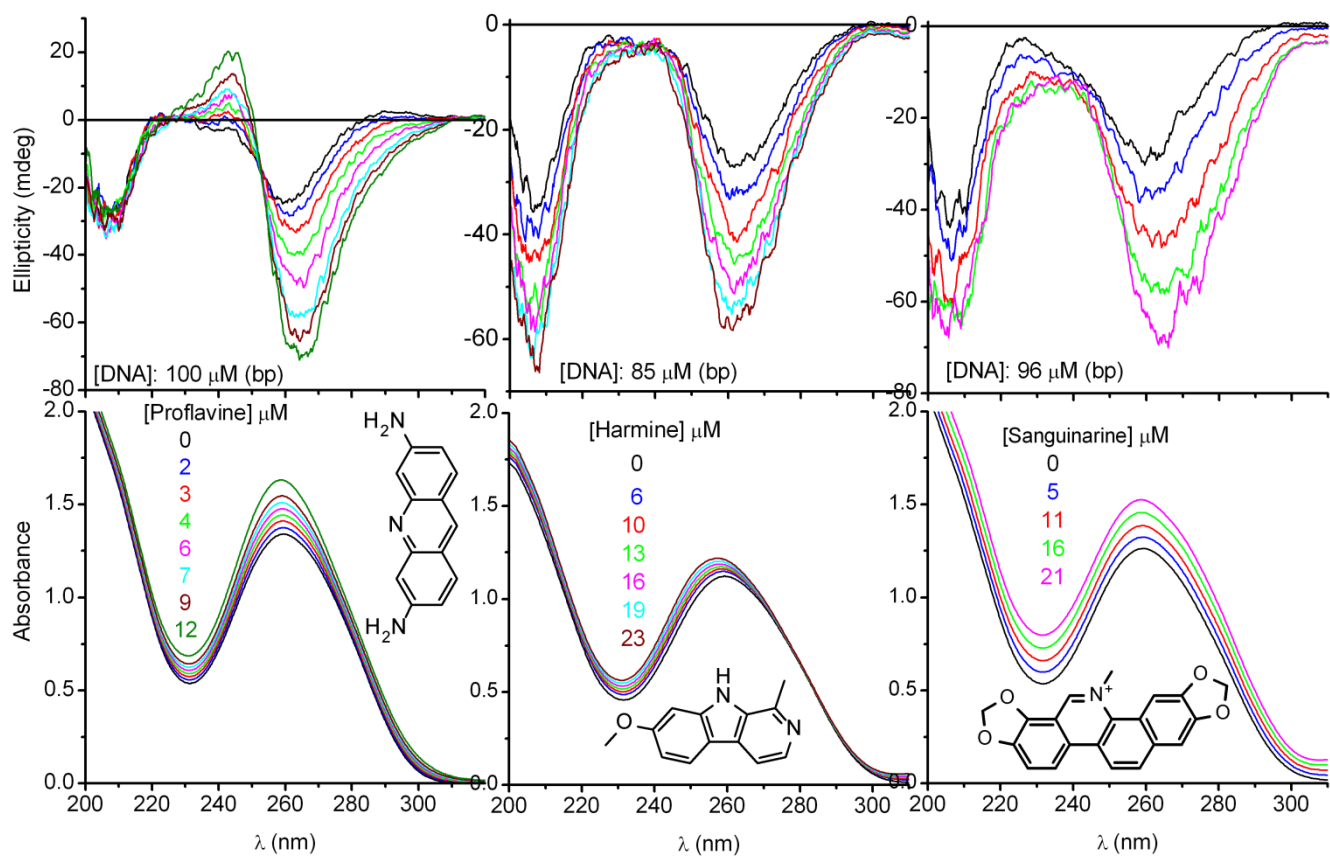 Ellipticity (mdeg)
20
0
-20
-40
-60
-80
[DNA]: 100 μM (bp)
0
-20
-40
-60
[DNA]: 85 μM (bp)
0
-20
-40
-60
-80
[DNA]: 96 μM (bp)
Absorbance
2.0
1.5
1.0
0.5
0.0
[Proflavine] μM
0
2
3
4
6
7
9
12
H2N
N
H2N
200 220 240 260 280 300
λ (nm)
2.0
1.5
1.0
0.5
0.0
[Harmine] μM
0
6
10
13
16
19
23
H
N
N
O
200 220 240 260 280 300
λ (nm)
2.0
1.5
1.0
0.5
[Sanguinarine] μM
0
5
11
16
21
N+
O
O
O
O
200 220 240 260 280 300
λ (nm)